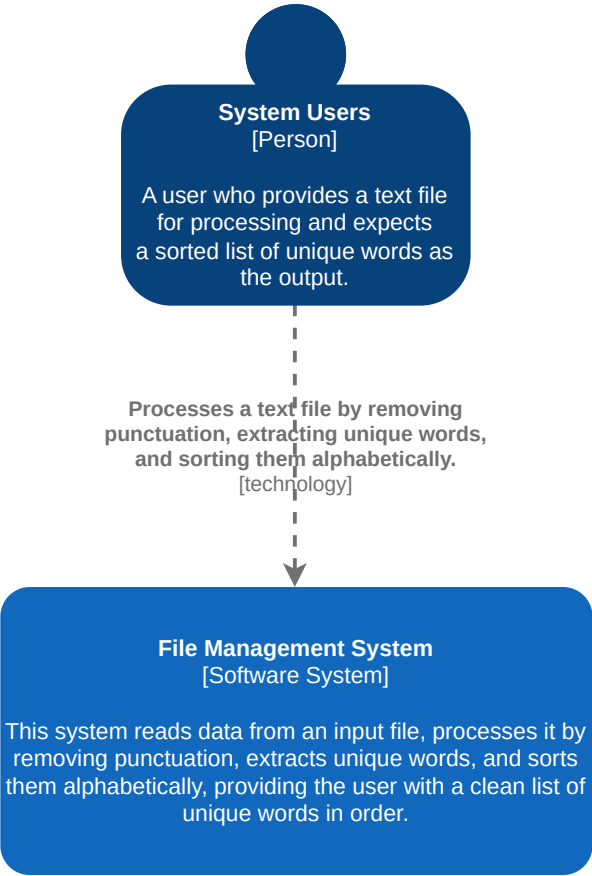 System Users
[Person]
A user who provides a text file
for processing and expects
a sorted list of unique words as
the output.
Processes a text file by removing
punctuation, extracting unique words,
and sorting them alphabetically.
[technology]
File Management System
[Software System]
This system reads data from an input file, processes it by
removing punctuation, extracts unique words, and sorts
them alphabetically, providing the user with a clean list of
unique words in order.